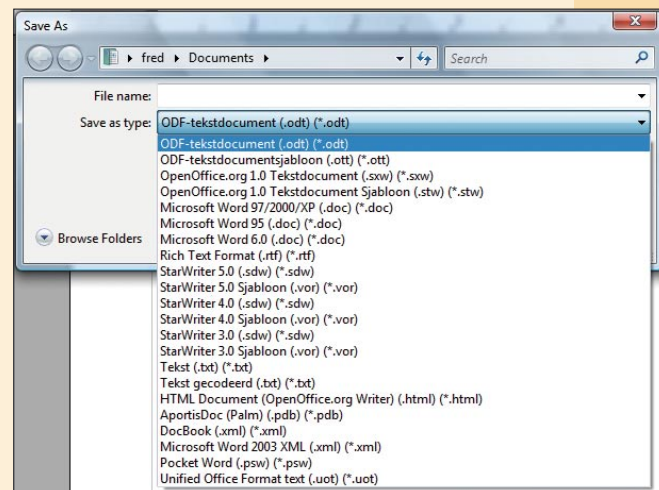 Save As
fred Documents Search
File name:
Save as type: ODF-tekstdocument (.odt) (*.odt)
ODF-tekstdocument (.odt) (*.odt)
ODF-tekstdocumentsjabloon (.ott) (*.ott)
OpenOffice.org 1.0 Tekstdocument (.sxw) (*.sxw)
OpenOffice.org 1.0 Tekstdocument Sjabloon (.stw) (*.stw)
Microsoft Word 97/2000/XP (.doc) (*.doc)
Microsoft Word 95 (.doc) (*.doc)
Microsoft Word 6.0 (.doc) (*.doc)
Rich Text Format (.rtf) (*.rtf)
StarWriter 5.0 (.sdw) (*.sdw)
StarWriter 5.0 Sjabloon (.vor) (*.vor)
StarWriter 4.0 (.sdw) (*.sdw)
StarWriter 4.0 Sjabloon (.vor) (*.vor)
StarWriter 3.0 (.sdw) (*.sdw)
StarWriter 3.0 Sjabloon (.vor) (*.vor)
Tekst (.txt) (*.txt)
Tekst gecodeerd (.txt) (*.txt)
HTML Document (OpenOffice.org Writer) (.html) (*.html)
AportisDoc (Palm) (.pdb) (*.pdb)
DocBook (.xml) (*.xml)
Microsoft Word 2003 XML (.xml) (*.xml)
Pocket Word (.psw) (*.psw)
Unified Office Format text (.uot) (*.uot)
Browse Folders